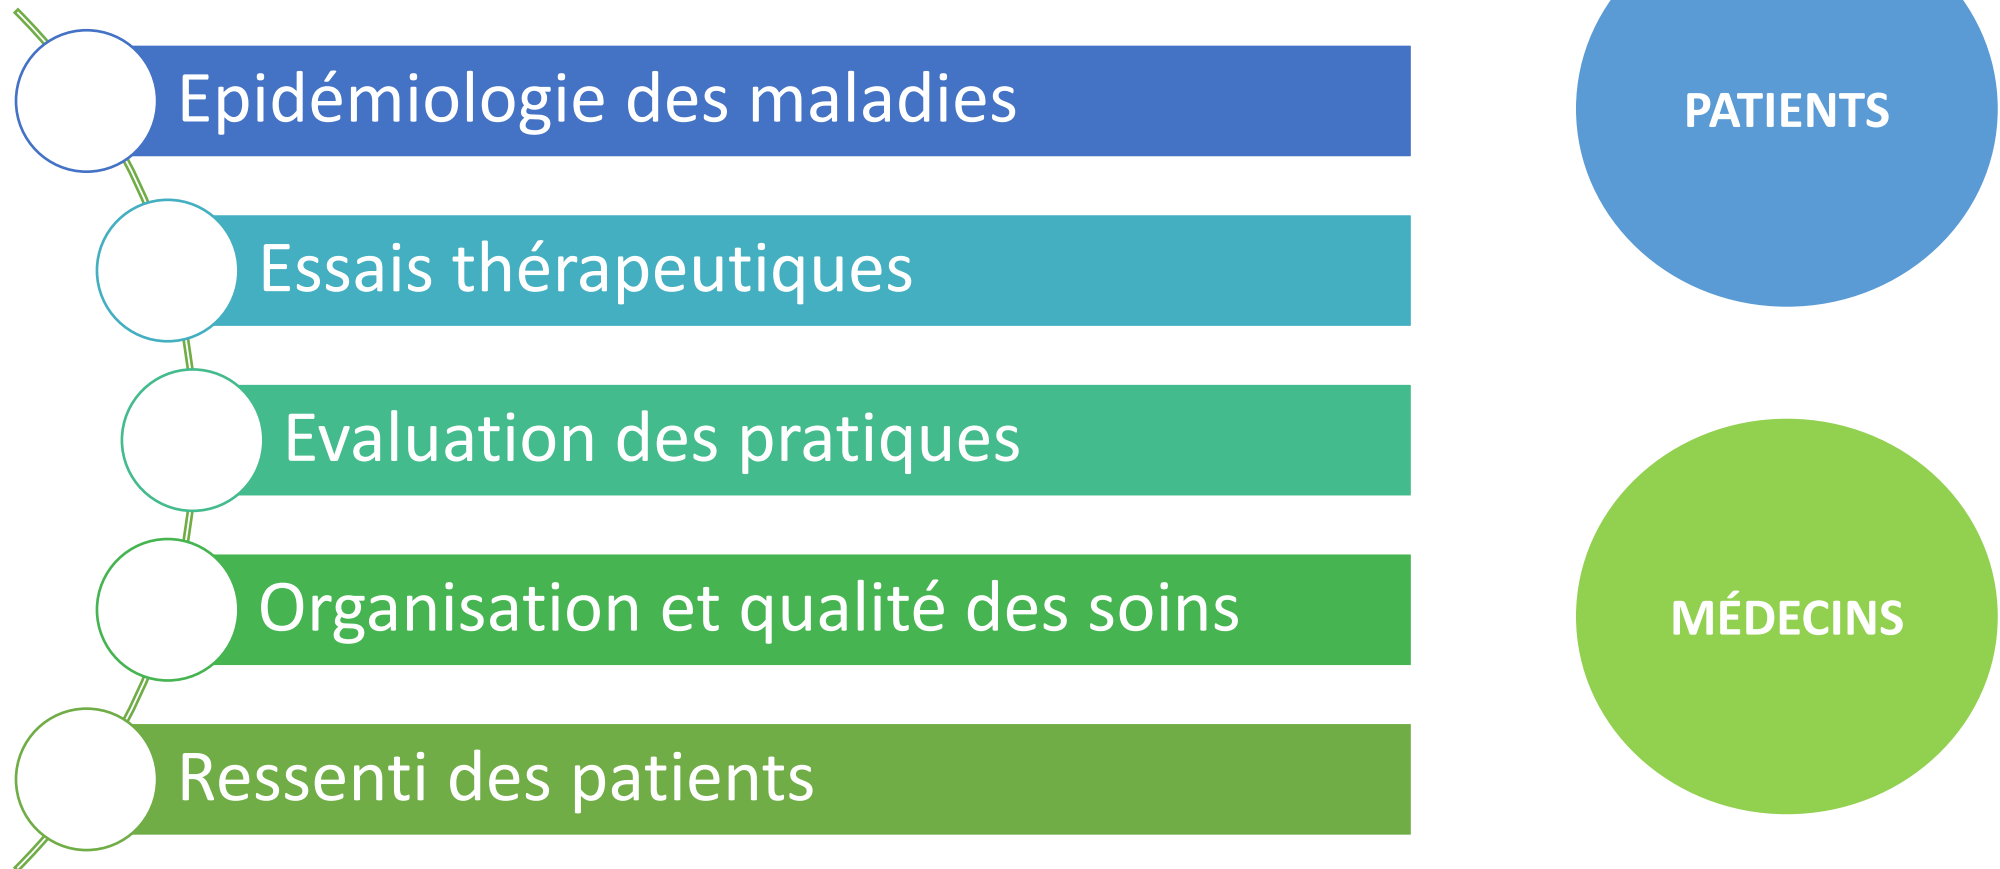 Epidémiologie des maladies
Essais thérapeutiques
Evaluation des pratiques
Organisation et qualité des soins
Ressenti des patients
PATIENTS
MÉDECINS